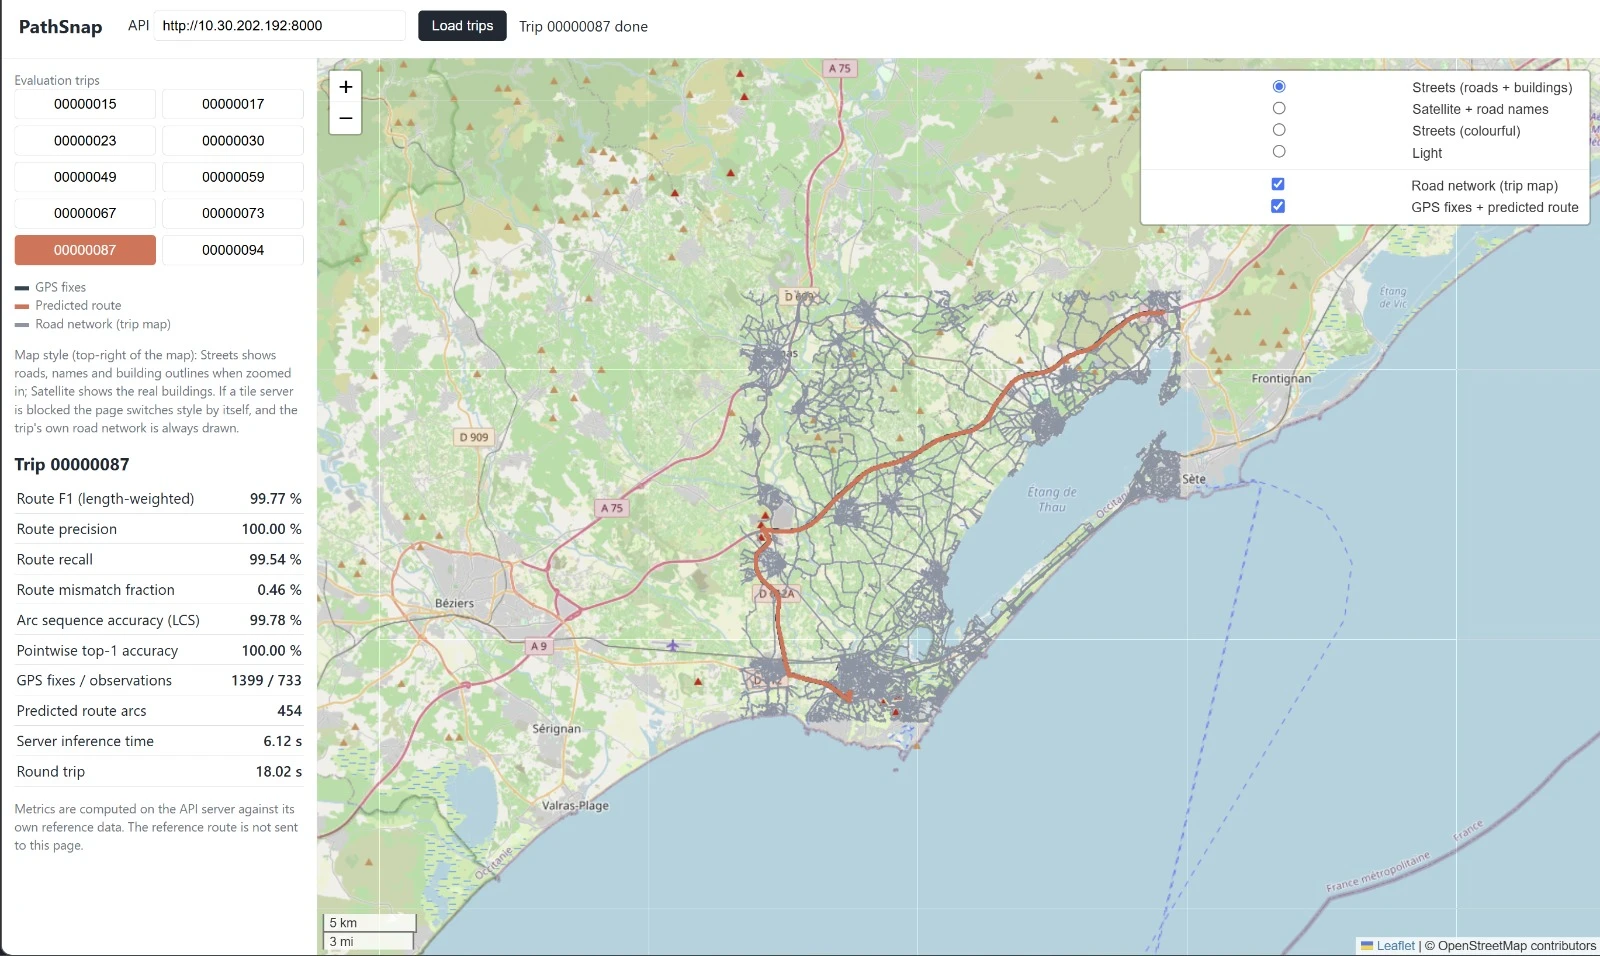 PathSnap
API
http://10.30.202.192:8000
Load trips
Trip 00000087 done
Evaluation trips
00000015
00000017
00000023
00000030
00000049
00000059
00000067
00000073
00000087
00000094
GPS fixes
Predicted route
Road network (trip map)
Map style (top-right of the map): Streets shows
roads, names and building outlines when zoomed
in; Satellite shows the real buildings. If a tile server
is blocked the page switches style by itself, and the
trip's own road network is always drawn.
Trip 00000087
Route F1 (length-weighted) 99.77 %
Route precision 100.00 %
Route recall 99.54 %
Route mismatch fraction 0.46 %
Arc sequence accuracy (LCS) 99.78 %
Pointwise top-1 accuracy 100.00 %
GPS fixes / observations 1399 / 733
Predicted route arcs 454
Server inference time 6.12 s
Round trip 18.02 s
Metrics are computed on the API server against its
own reference data. The reference route is not sent
to this page.
+
−
A 75
Streets (roads + buildings)
Satellite + road names
Streets (colourful)
Light
Road network (trip map)
GPS fixes + predicted route
Étang
de Vic
Frontignan
D 909
A 75
Étang de
Thau
Sète
Béziers
A 9
Sérignan
Valras-Plage
Occitanie
France
France métropolitaine
5 km
3 mi
Leaflet | © OpenStreetMap contributors